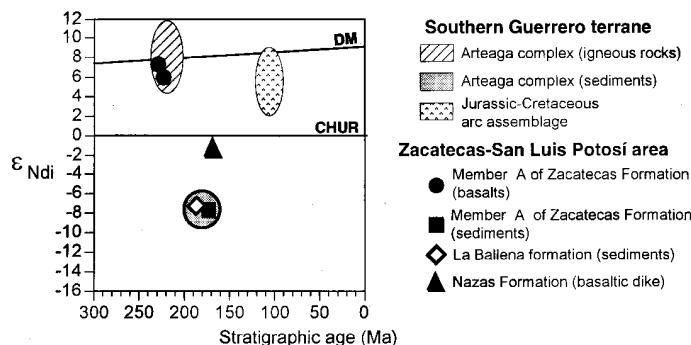 12
10
8
6
4
2
0
-2
-4
-6
-8
-10
-12
-14
-16
ε Ndi
DM
CHUR
300 200 100 0
Stratigraphic age (Ma)
Southern Guerrero terrane
Arteaga complex (igneous rocks)
Arteaga complex (sediments)
Jurassic-Cretaceous
arc assemblage
Zacatecas-San Luis Potosí area
Member A of Zacatecas Formation
(basalts)
Member A of Zacatecas Formation
(sediments)
La Ballena formation (sediments)
Nazas Formation (basaltic dike)